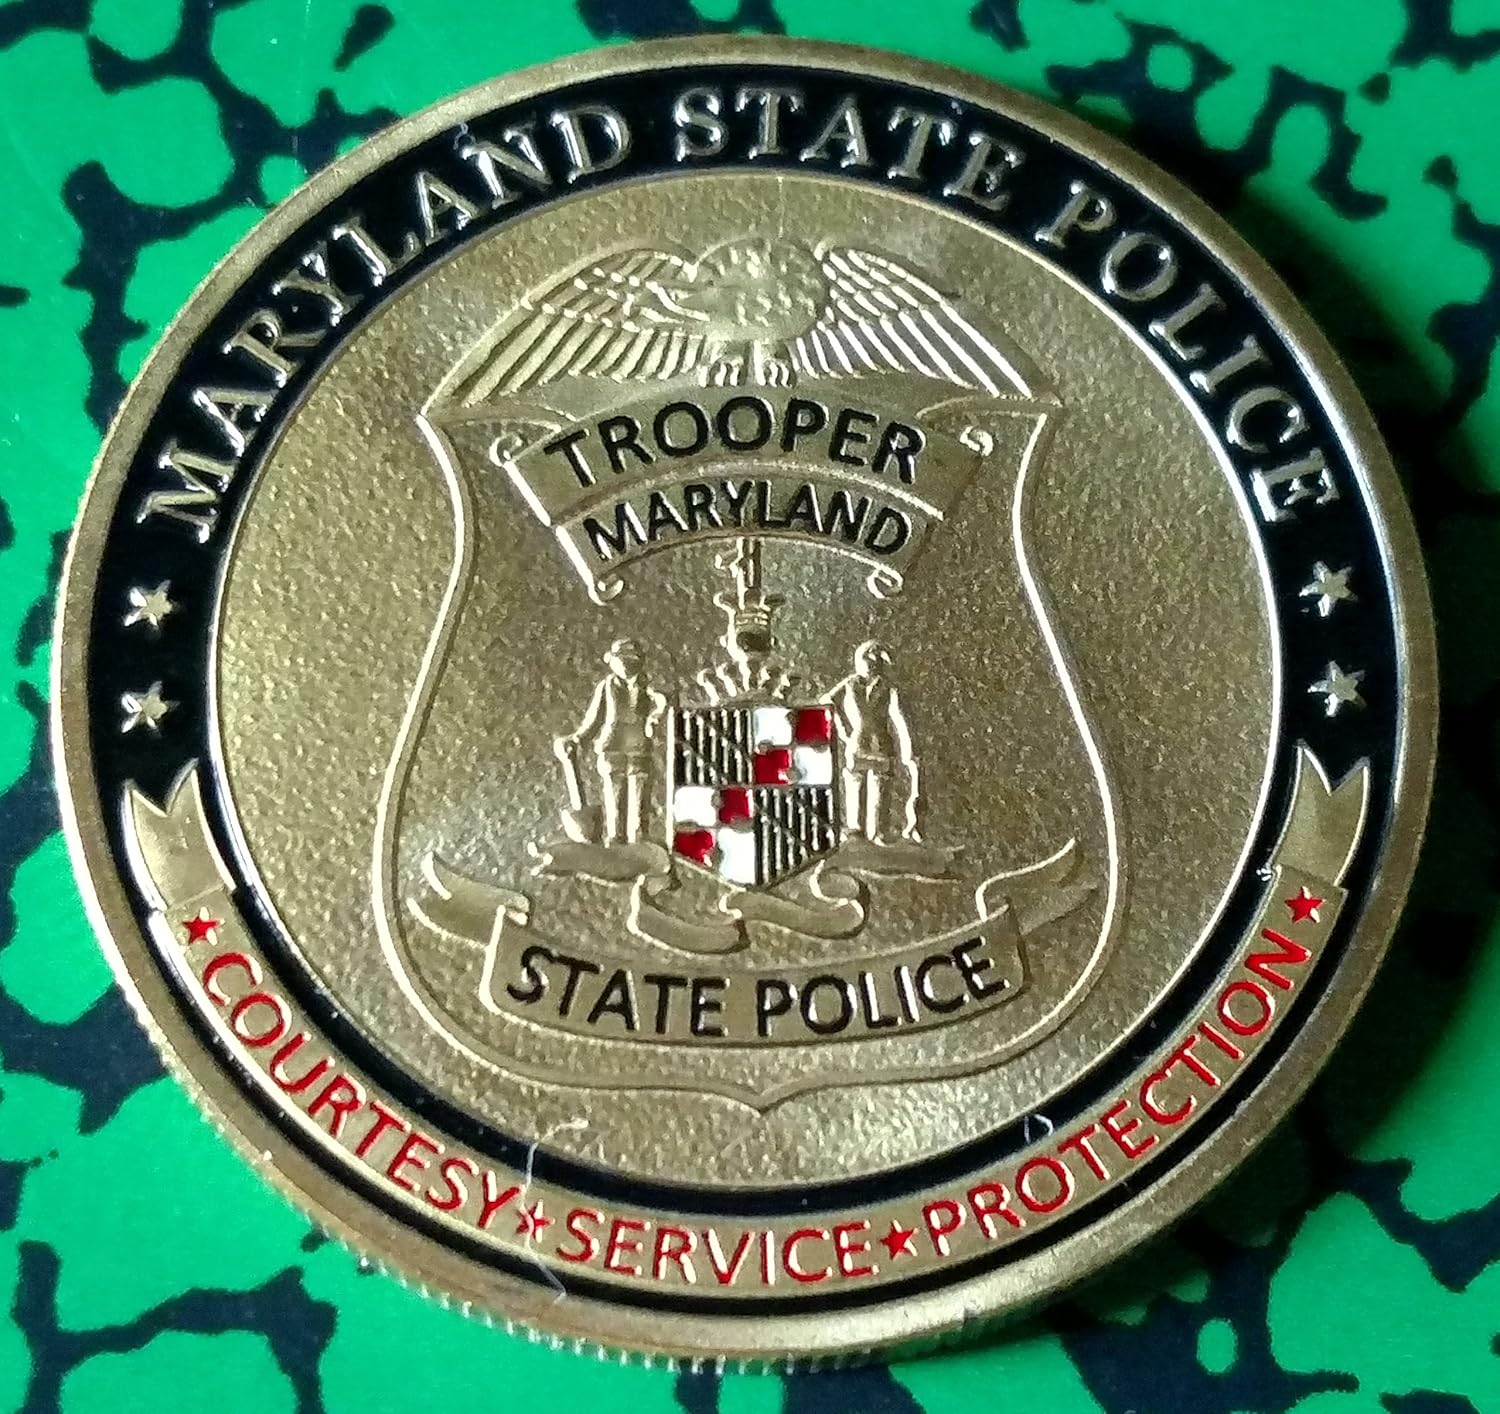 MARYLAND STATE POLICE
TROOPER
MARYLAND
STATE POLICE
★COURTESY★SERVICE★PROTECTION★